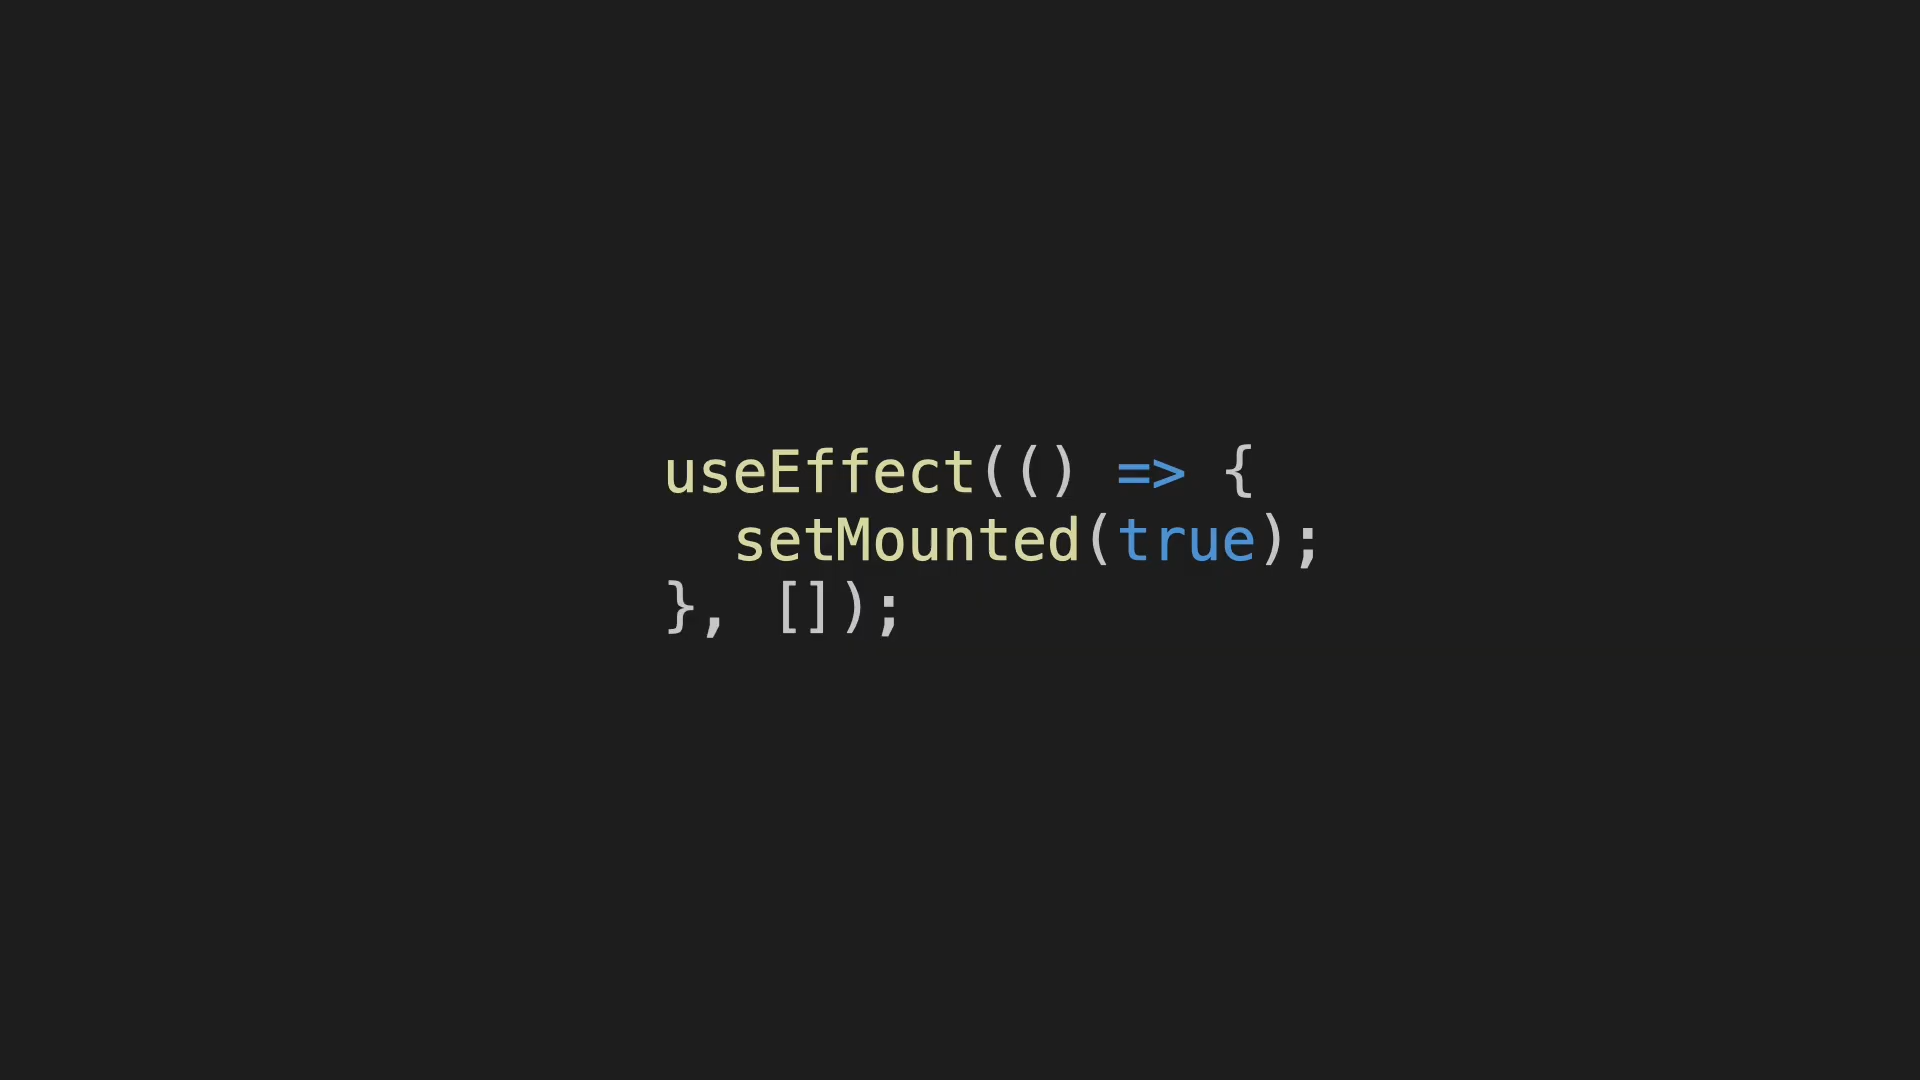 useEffect(() => {
  setMounted(true);
}, []);